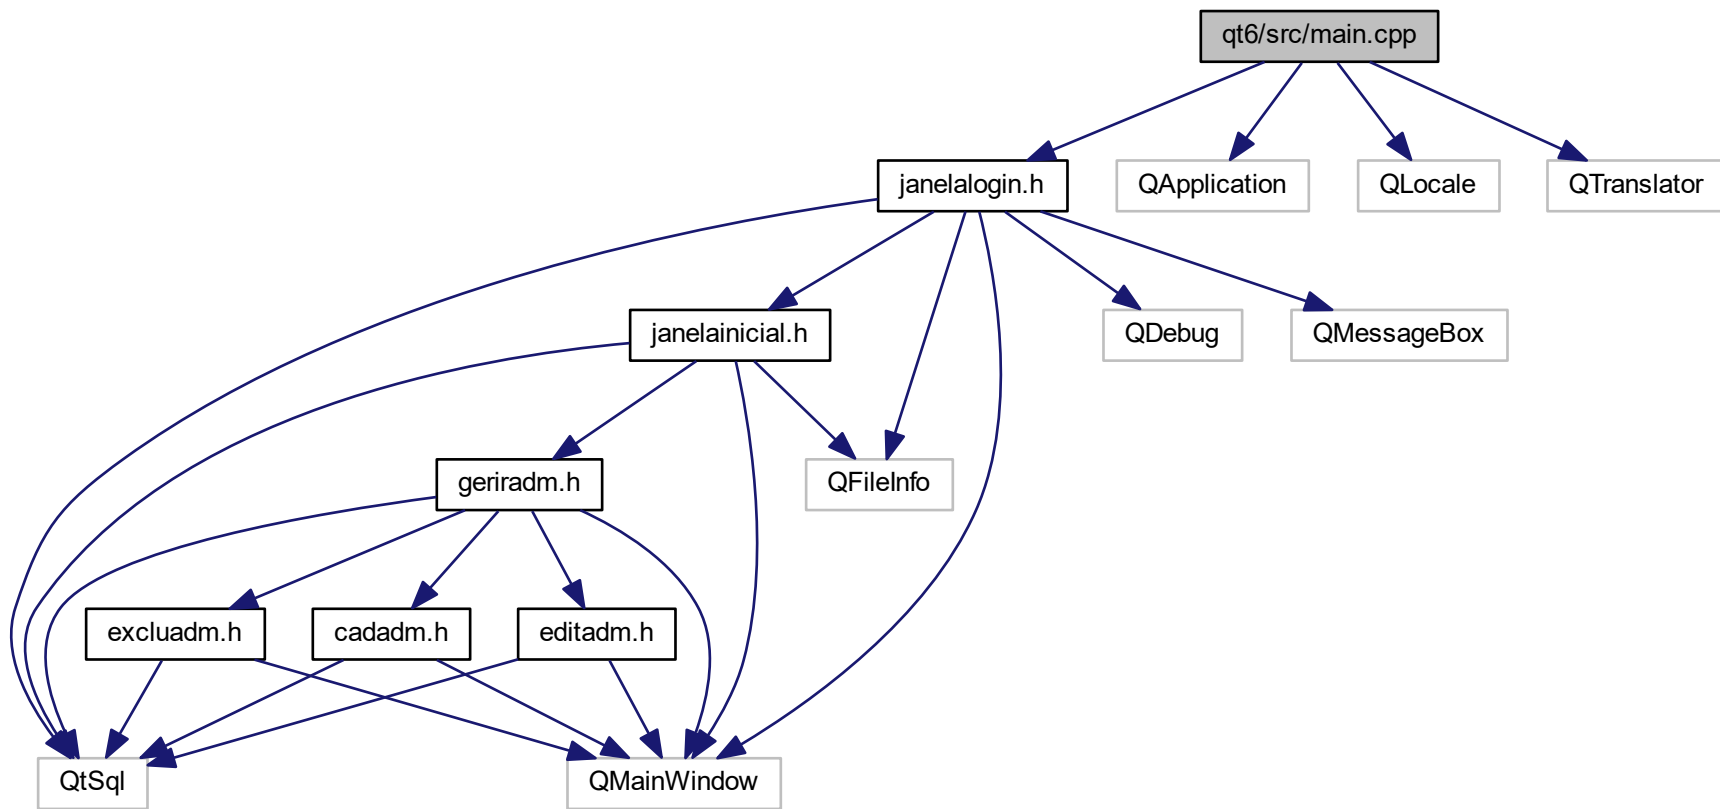 qt6/src/main.cpp
janelalogin.h
QApplication
QLocale
QTranslator
janelainicial.h
QDebug
QMessageBox
geriradm.h
QFileInfo
excluadm.h
cadadm.h
editadm.h
QtSql
QMainWindow